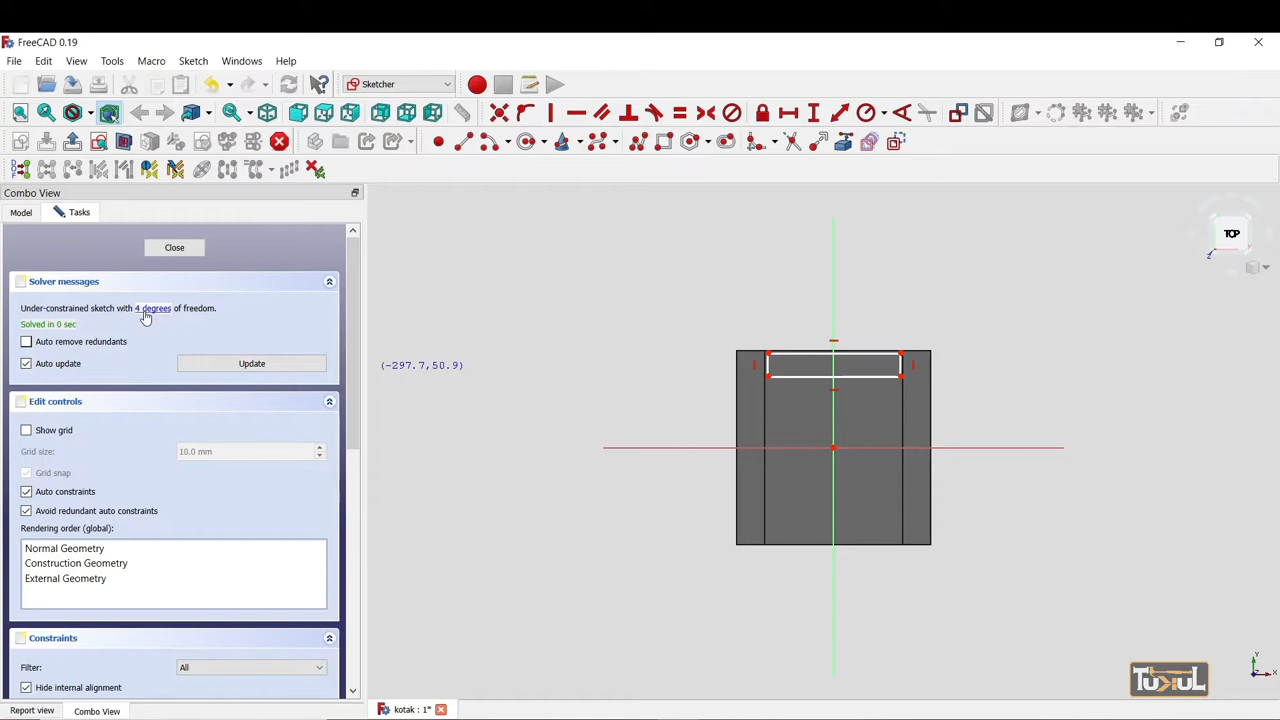 FreeCAD 0.19
File Edit View Tools Macro Sketch Windows Help
Sketcher
Combo View
Model Tasks
Close
Solver messages
Under-constrained sketch with 4 degrees of freedom.
Solved in 0 sec
Auto remove redundants
Auto update Update
Edit controls
Show grid
Grid size: 10.0 mm
Grid snap
Auto constraints
Avoid redundant auto constraints
Rendering order (global):
Normal Geometry
Construction Geometry
External Geometry
Constraints
Filter: All
Hide internal alignment
Report view Combo View
(-297.7,50.9)
TOP
Z
Y
X
TUKUL
kotak : 1*